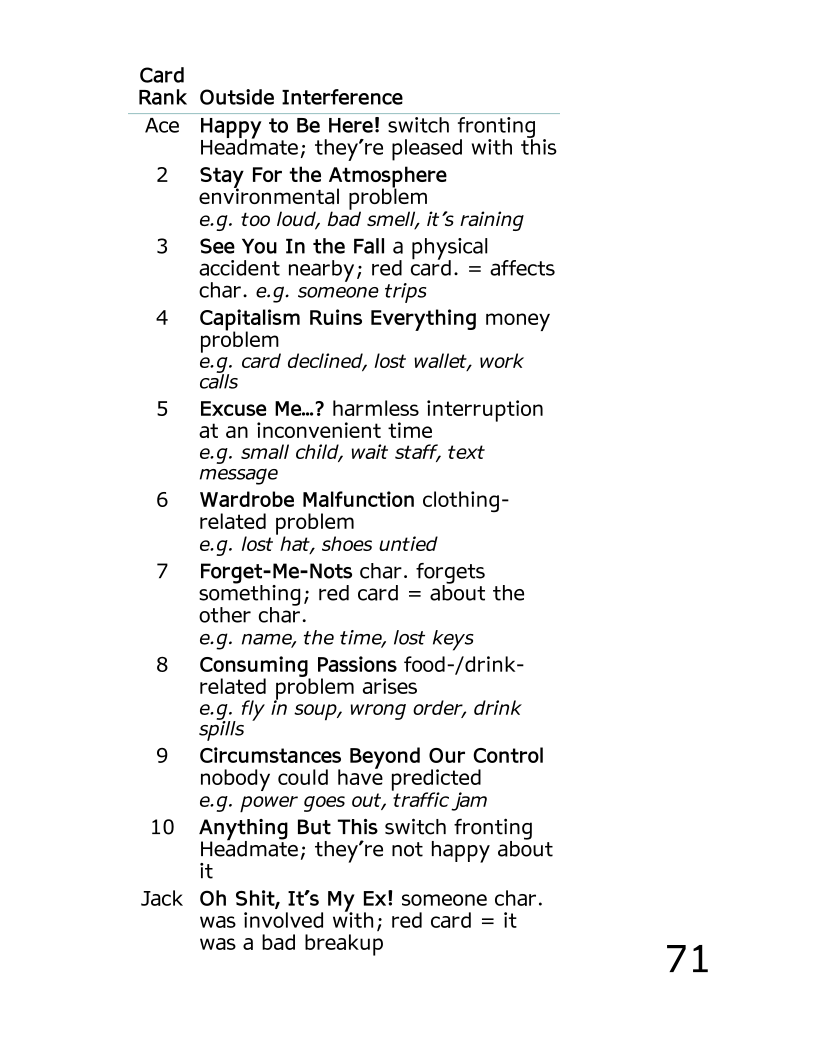 Card
Rank Outside Interference
Ace Happy to Be Here! switch fronting
Headmate; they’re pleased with this
2 Stay For the Atmosphere
environmental problem
e.g. too loud, bad smell, it’s raining
3 See You In the Fall a physical
accident nearby; red card. = affects
char. e.g. someone trips
4 Capitalism Ruins Everything money
problem
e.g. card declined, lost wallet, work
calls
5 Excuse Me…? harmless interruption
at an inconvenient time
e.g. small child, wait staff, text
message
6 Wardrobe Malfunction clothing-
related problem
e.g. lost hat, shoes untied
7 Forget-Me-Nots char. forgets
something; red card = about the
other char.
e.g. name, the time, lost keys
8 Consuming Passions food-/drink-
related problem arises
e.g. fly in soup, wrong order, drink
spills
9 Circumstances Beyond Our Control
nobody could have predicted
e.g. power goes out, traffic jam
10 Anything But This switch fronting
Headmate; they’re not happy about
it
Jack Oh Shit, It’s My Ex! someone char.
was involved with; red card = it
was a bad breakup
71